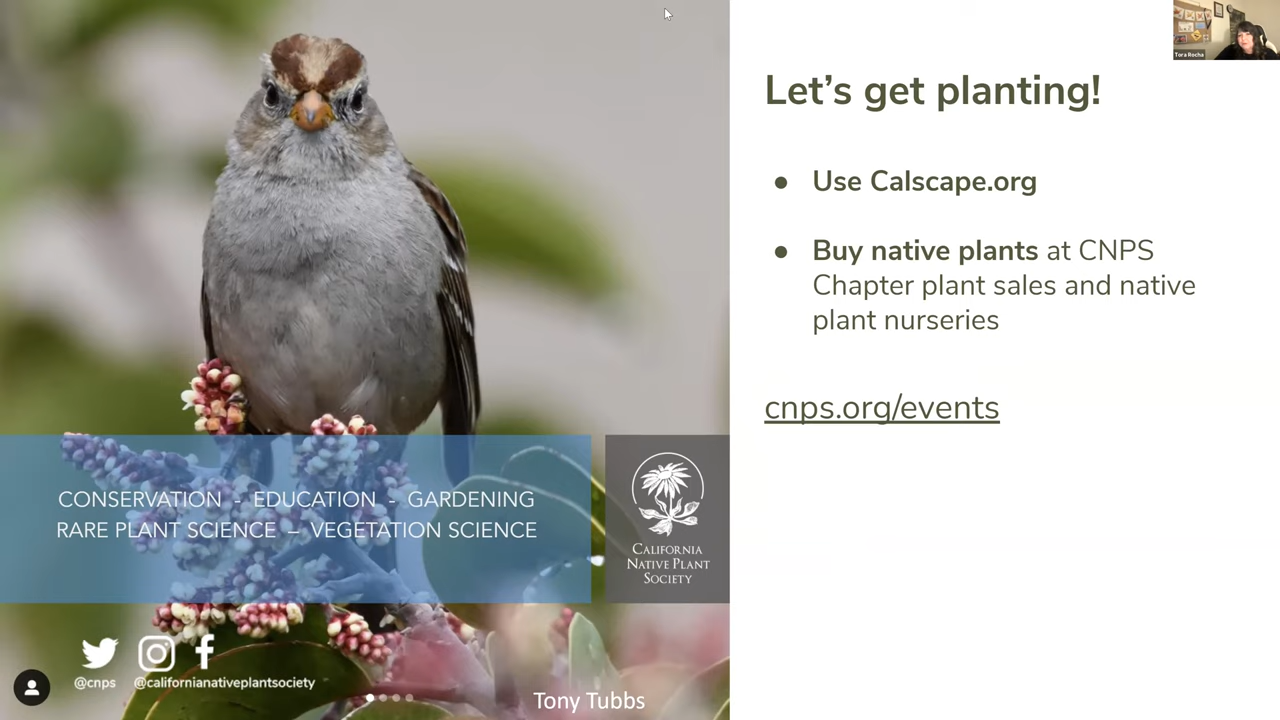 Tora Rocha
Let's get planting!
● Use Calscape.org
● Buy native plants at CNPS
Chapter plant sales and native
plant nurseries
cnps.org/events
CONSERVATION - EDUCATION - GARDENING
RARE PLANT SCIENCE – VEGETATION SCIENCE
CALIFORNIA
NATIVE PLANT
SOCIETY
@cnps @californianativeplantsociety
Tony Tubbs